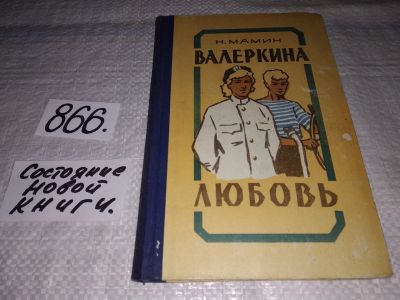 Н. МАМИН
ВАЛЕРКИНА
ЛЮБОВЬ
866.
Состояние
новой
книги.